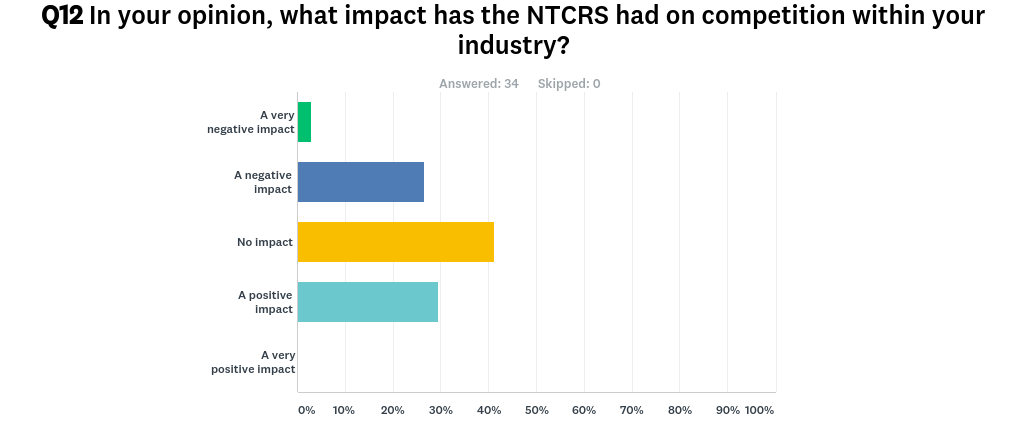 Q12 In your opinion, what impact has the NTCRS had on competition within your
industry?
Answered: 34 Skipped: 0
A very
negative impact
A negative
impact
No impact
A positive
impact
A very
positive impact
0% 10% 20% 30% 40% 50% 60% 70% 80% 90% 100%